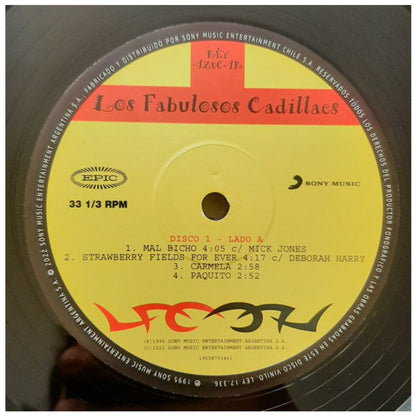 REY
AZUCAR
Los Fabulosos Cadillacs
EPIC
SONY MUSIC
33 1/3 RPM
DISCO 1 - LADO A
1. MAL BICHO 4:05 c/ MICK JONES
2. STRAWBERRY FIELDS FOR EVER 4:17 c/ DEBORAH HARRY
3. CARMELA 2:58
4. PAQUITO 2:52
(P)1995 SONY MUSIC ENTERTAINMENT ARGENTINA S.A.
(C)2022 SONY MUSIC ENTERTAINMENT ARGENTINA S.A.
19658702461
℗ 1995 SONY MUSIC ENTERTAINMENT ARGENTINA S.A. © 2022 SONY MUSIC ENTERTAINMENT ARGENTINA S.A. FABRICADO Y DISTRIBUIDO POR SONY MUSIC ENTERTAINMENT CHILE S.A. RESERVADOS TODOS LOS DERECHOS DEL PRODUCTOR FONOGRÁFICO Y LAS OBRAS GRABADAS EN ESTE DISCO VINILO. LEY 17.336.